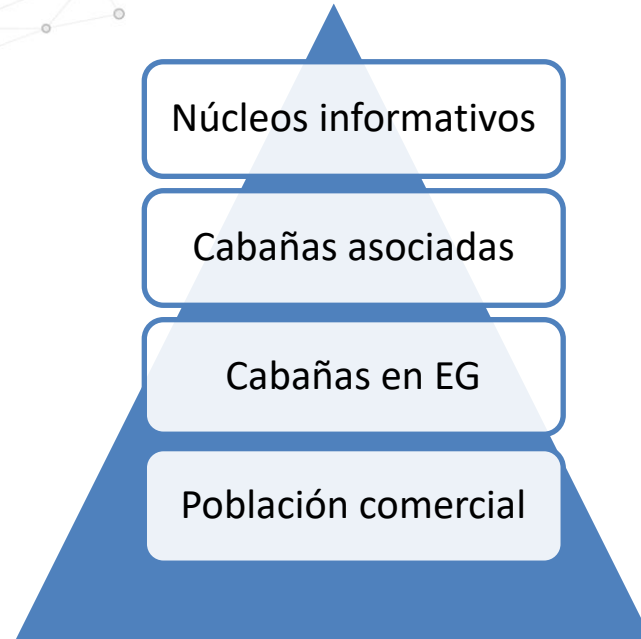 Núcleos informativos
Cabañas asociadas
Cabañas en EG
Población comercial